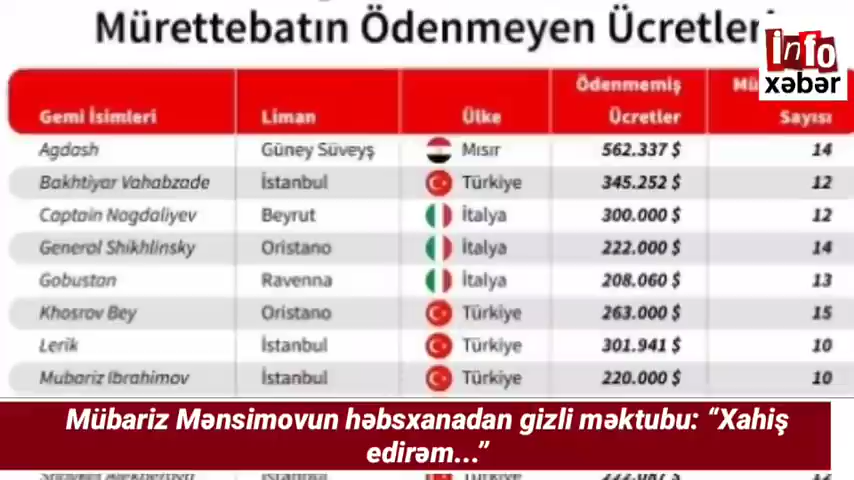 Mürettebatın Ödenmeyen Ücretleri
info
xəbər
Gemi İsimleri Liman Ülke Ödenmemiş Ücretler Sayısı
Agdash Güney Süveyş Mısır 562.337 $ 14
Bakhtiyar Vahabzade İstanbul Türkiye 345.252 $ 12
Captain Nagdaliyev Beyrut İtalya 300.000 $ 12
General Shikhlinsky Oristano İtalya 222.000 $ 14
Gobustan Ravenna İtalya 208.060 $ 13
Khosrov Bey Oristano Türkiye 263.000 $ 15
Lerik İstanbul Türkiye 301.941 $ 10
Mubariz Ibrahimov İstanbul Türkiye 220.000 $ 10
Mübariz Mənsimovun həbsxanadan gizli məktubu: “Xahiş
edirəm...”